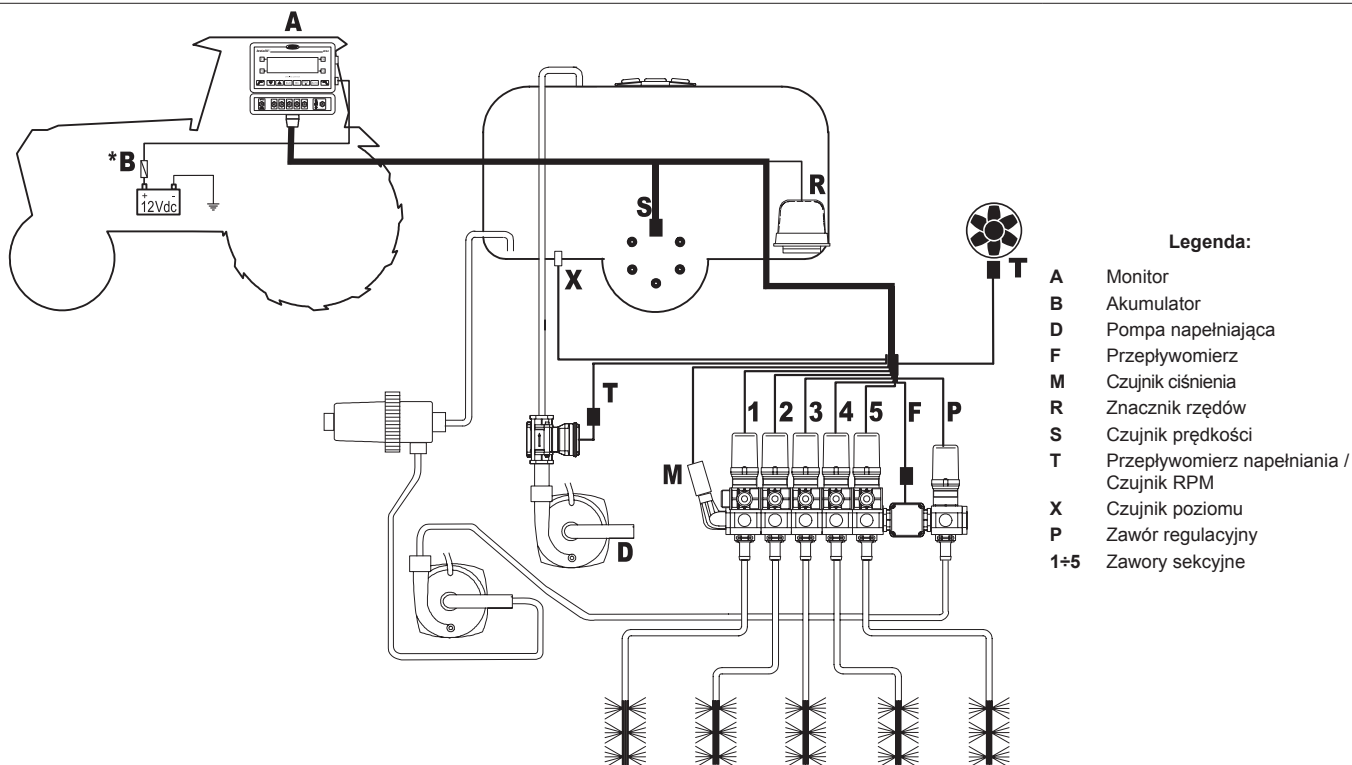 A
*B
+ -
12Vdc
S
R
X
T
T
M
1 2 3 4 5 F P
D
Legenda:
A Monitor
B Akumulator
D Pompa napełniająca
F Przepływomierz
M Czujnik ciśnienia
R Znacznik rzędów
S Czujnik prędkości
T Przepływomierz napełniania /
Czujnik RPM
X Czujnik poziomu
P Zawór regulacyjny
1÷5 Zawory sekcyjne